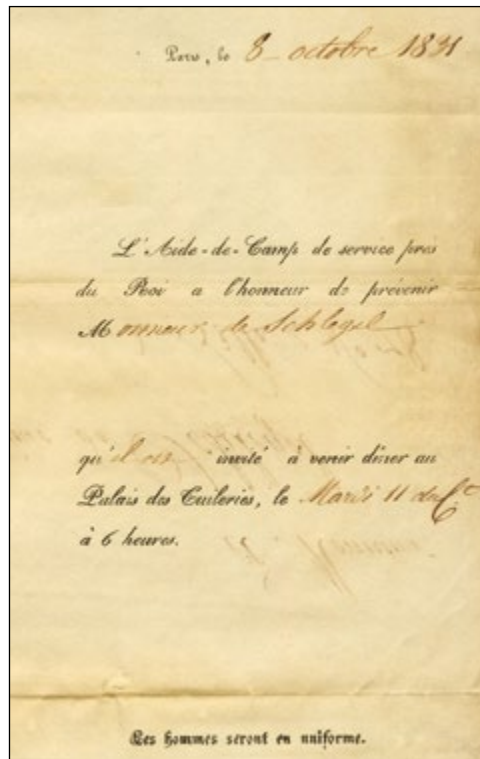 Paris, le 8 octobre 1831
L'Aide-de-Camp de service près
du Roi a l'honneur de prévenir
Monsieur de Schlegel
qu'il est invité à venir dîner au
Palais des Tuileries, le Mardi 11 du Ct
à 6 heures.
Les hommes seront en uniforme.